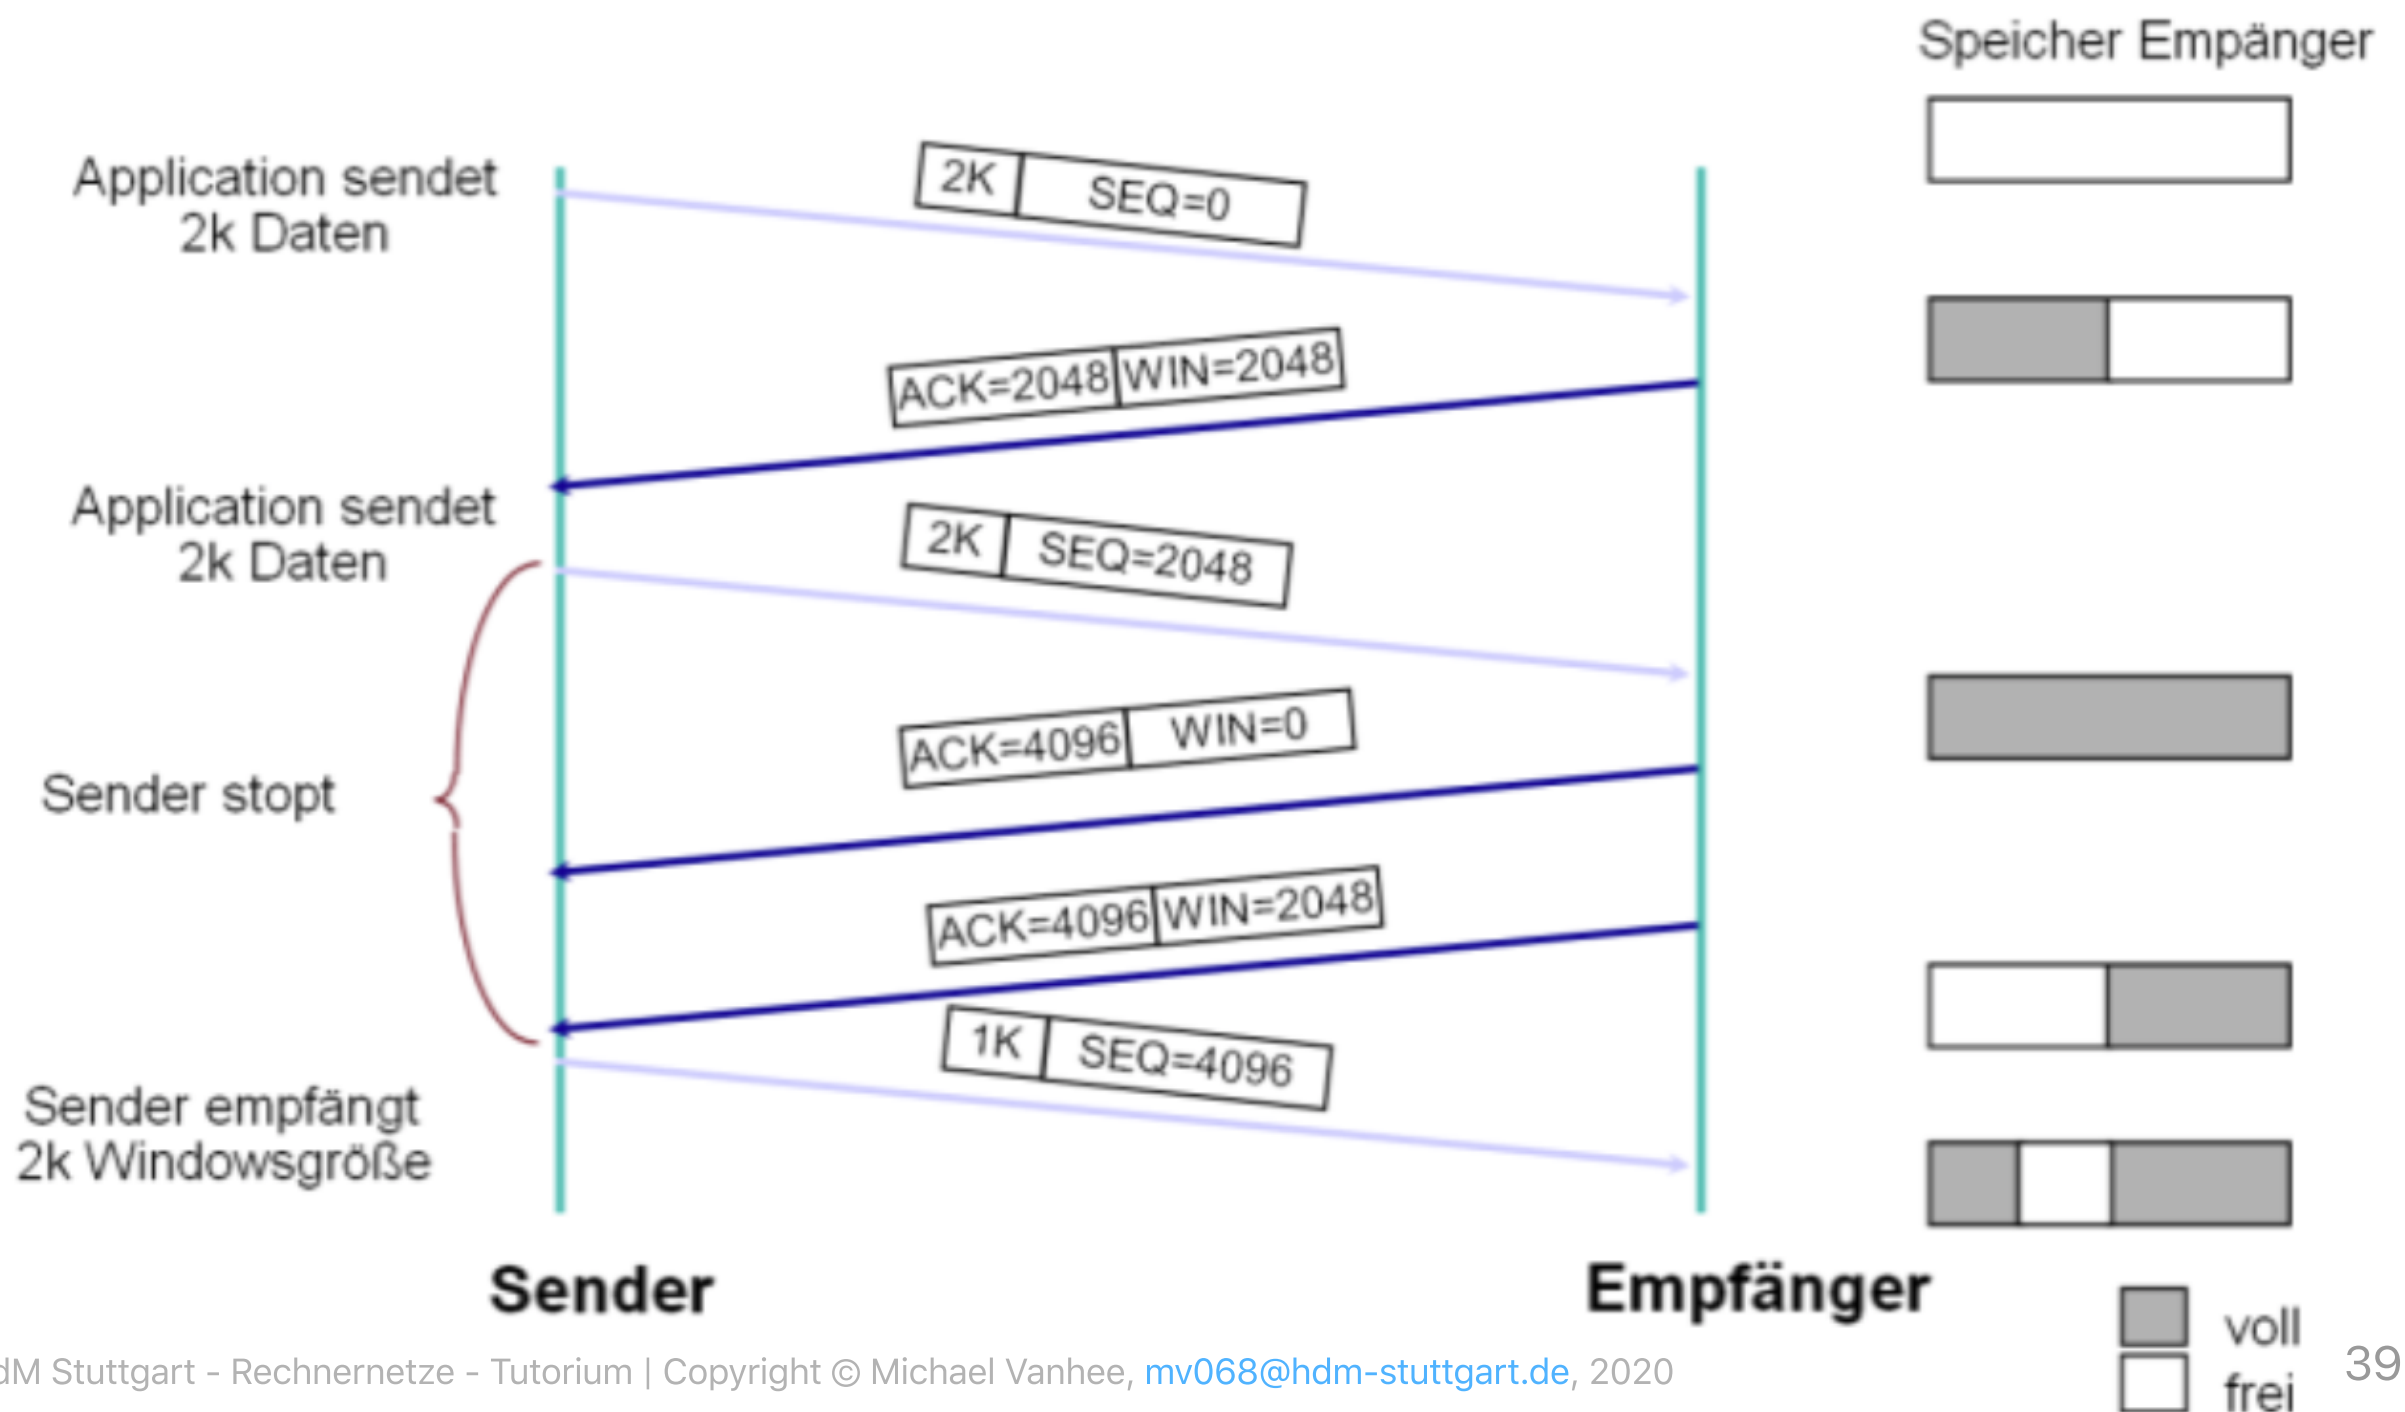 Speicher Empänger
Application sendet
2k Daten
2K SEQ=0
ACK=2048 WIN=2048
Application sendet
2k Daten
2K SEQ=2048
ACK=4096 WIN=0
Sender stopt
ACK=4096 WIN=2048
1K SEQ=4096
Sender empfängt
2k Windowsgröße
Sender
Empfänger
voll
frei
dM Stuttgart - Rechnernetze - Tutorium | Copyright © Michael Vanhee, mv068@hdm-stuttgart.de, 2020
39